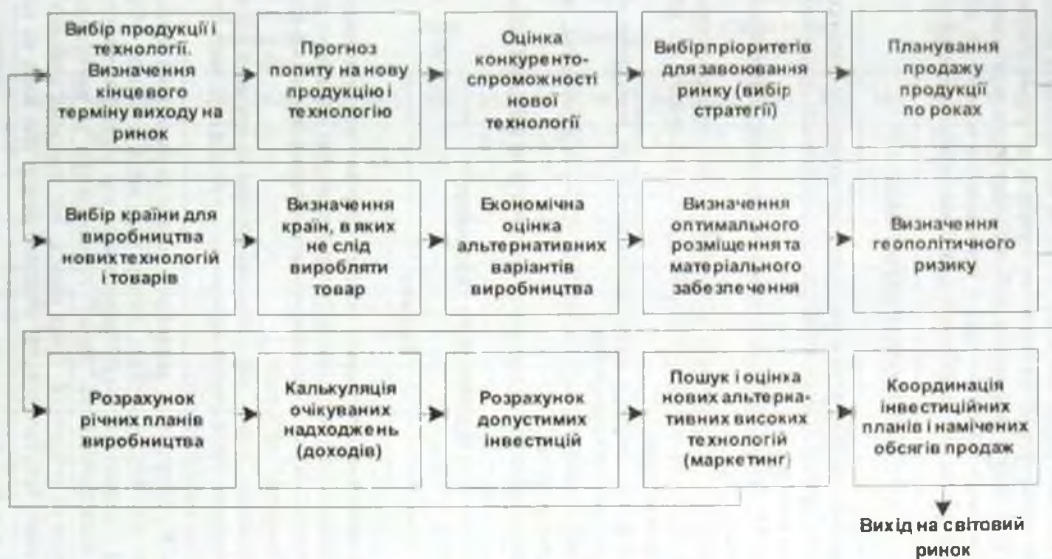 Вибір продукції і
технології.
Визначення
кінцевого
терміну виходу на
ринок
Прогноз
попиту на нову
продукцію і
технологію
Оцінка
конкуренто-
спроможності
нової
технології
Вибір пріоритетів
для завоювання
ринку (вибір
стратегії)
Планування
продажу
продукції
по роках
Вибір країни для
виробництва
нових технологій
і товарів
Визначення
країн, в яких
не слід
виробляти
товар
Економічна
оцінка
альтернативних
варіантів
виробництва
Визначення
оптимального
розміщення та
матеріального
забезпечення
Визначення
геополітичного
ризику
Розрахунок
річних планів
виробництва
Калькуляція
очікуваних
надходжень
(доходів)
Розрахунок
допустимих
інвестицій
Пошук і оцінка
нових альтерна-
тивних високих
технологій
(маркетинг)
Координація
інвестиційних
планів і намічених
обсягів продаж
Вихід на світовий
ринок